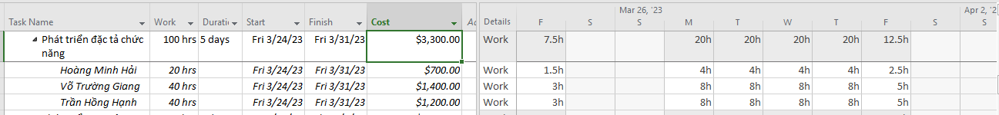 Mar 26, '23 Apr 2, '2
Task Name Work Duratio Start Finish Cost Ad Details F S S M T W T F S S
Phát triển đặc tả chức năng 100 hrs 5 days Fri 3/24/23 Fri 3/31/23 $3,300.00 Work 7.5h 20h 20h 20h 20h 12.5h
Hoàng Minh Hải 20 hrs Fri 3/24/23 Fri 3/31/23 $700.00 Work 1.5h 4h 4h 4h 4h 2.5h
Võ Trường Giang 40 hrs Fri 3/24/23 Fri 3/31/23 $1,400.00 Work 3h 8h 8h 8h 8h 5h
Trần Hồng Hạnh 40 hrs Fri 3/24/23 Fri 3/31/23 $1,200.00 Work 3h 8h 8h 8h 8h 5h